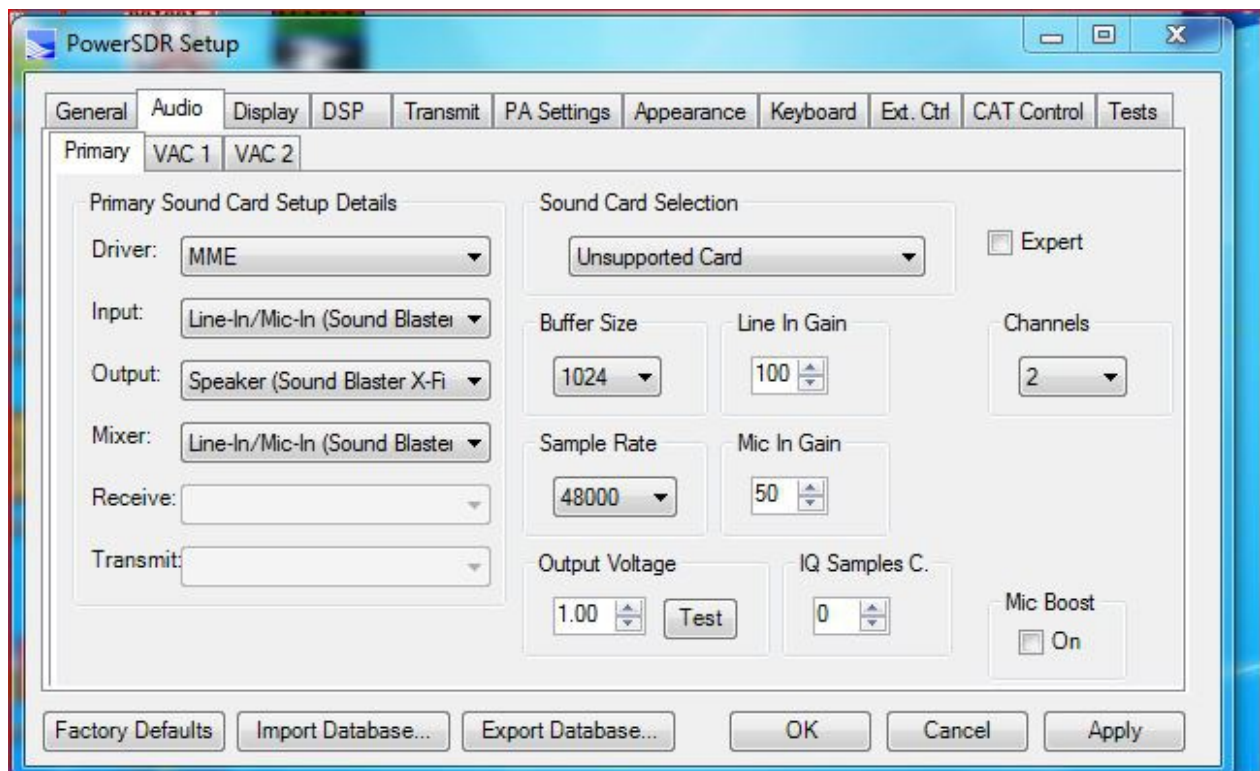 PowerSDR Setup
General Audio Display DSP Transmit PA Settings Appearance Keyboard Ext. Ctrl CAT Control Tests
Primary VAC 1 VAC 2
Primary Sound Card Setup Details
Driver: MME
Input: Line-In/Mic-In (Sound Blaster
Output: Speaker (Sound Blaster X-Fi
Mixer: Line-In/Mic-In (Sound Blaster
Receive:
Transmit:
Sound Card Selection
Unsupported Card
Expert
Buffer Size
1024
Line In Gain
100
Channels
2
Sample Rate
48000
Mic In Gain
50
Output Voltage
1.00 Test
IQ Samples C.
0
Mic Boost
On
Factory Defaults Import Database... Export Database... OK Cancel Apply